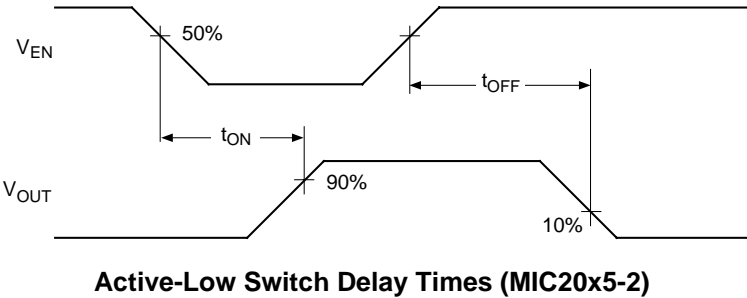 V_EN
50%
t_OFF
t_ON
V_OUT
90%
10%
Active-Low Switch Delay Times (MIC20x5-2)